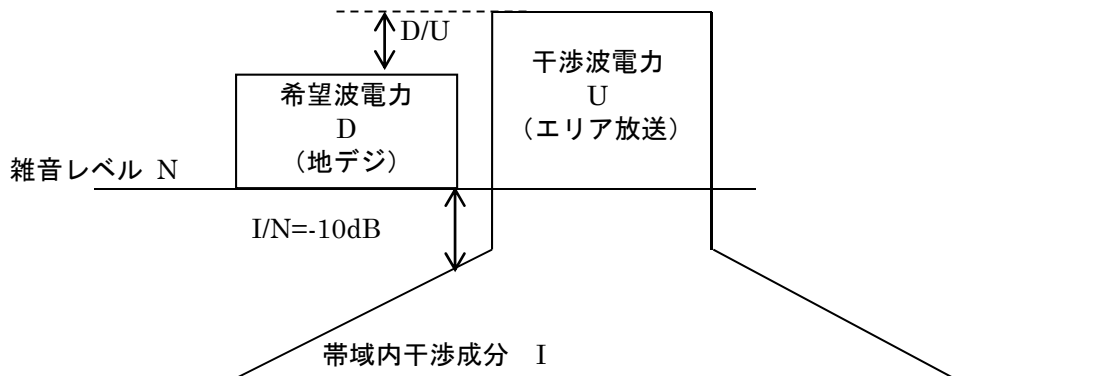 D/U
干渉波電力
U
（エリア放送）
希望波電力
D
（地デジ）
雑音レベル N
I/N=-10dB
帯域内干渉成分　I